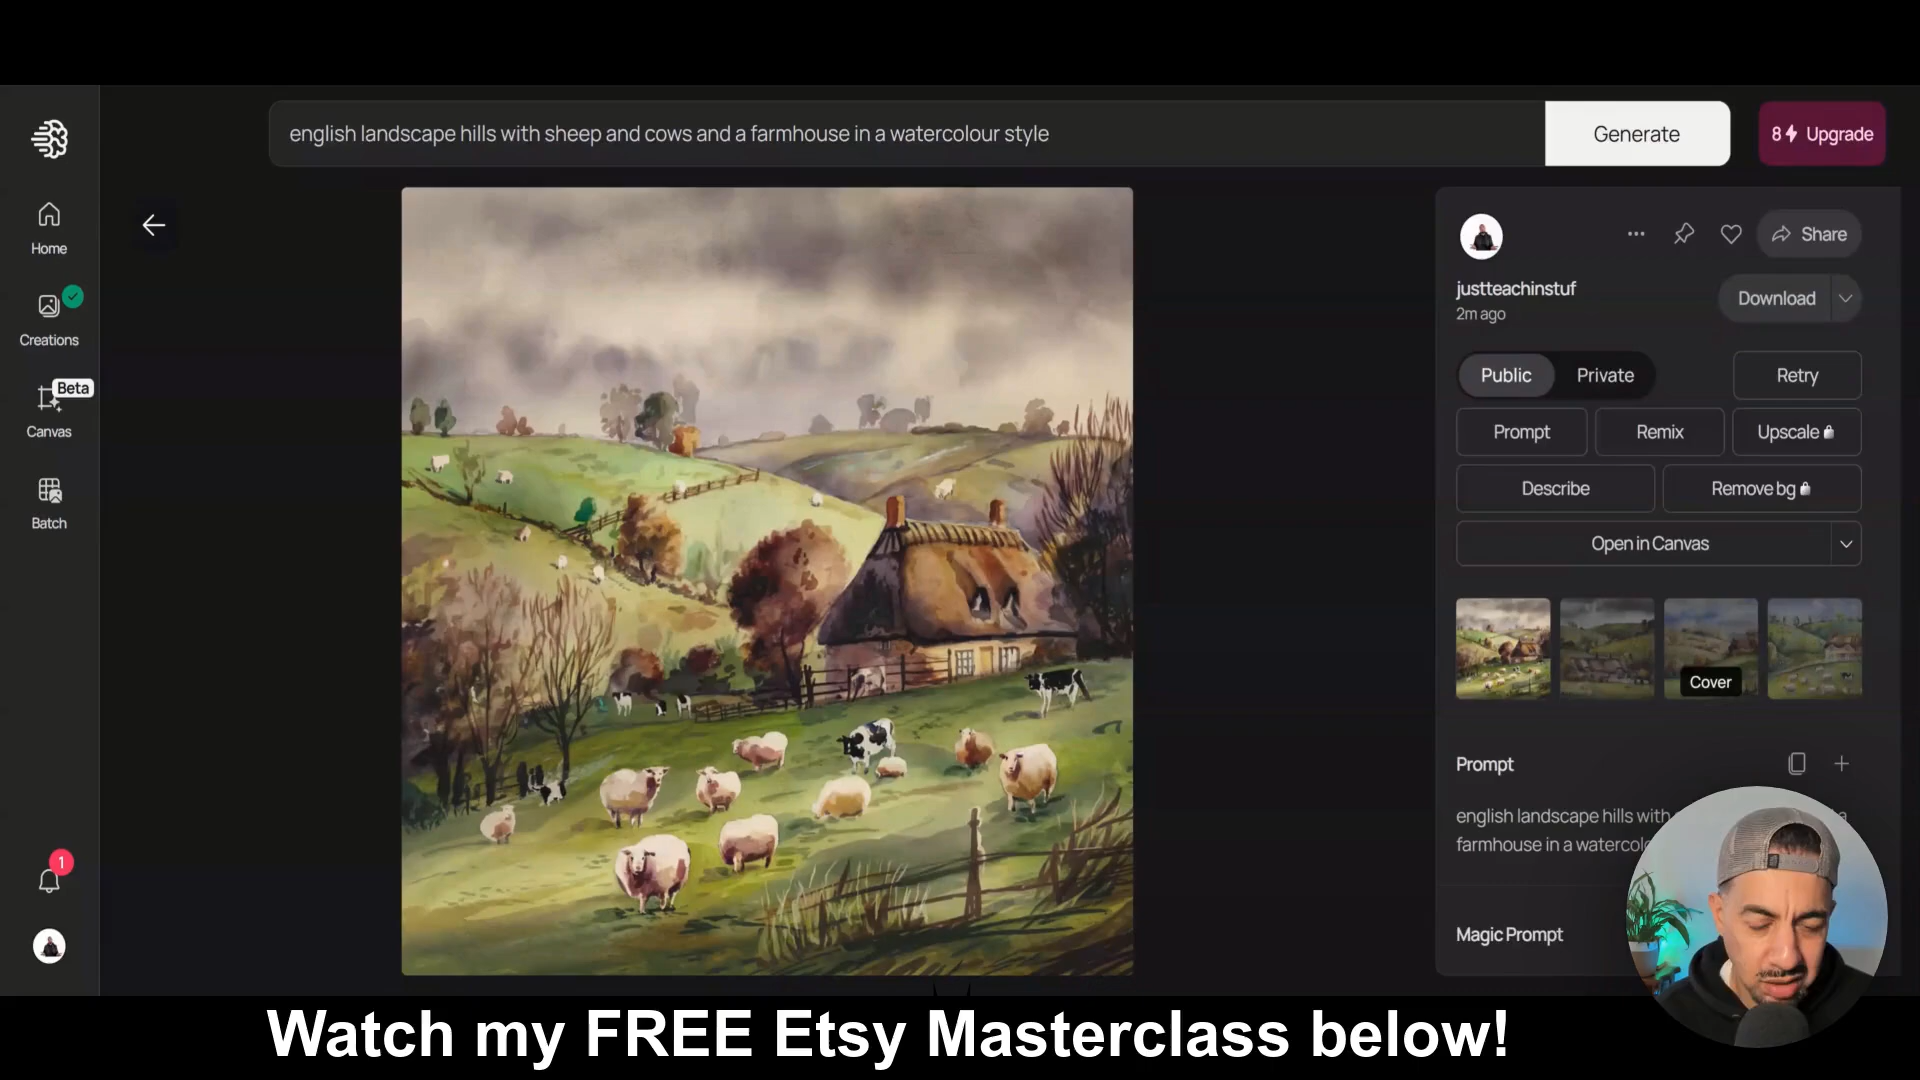 english landscape hills with sheep and cows and a farmhouse in a watercolour style
Generate
8 Upgrade
Home
Creations
Beta
Canvas
Batch
1
Share
justteachinstuf
2m ago
Download
Public
Private
Retry
Prompt
Remix
Upscale
Describe
Remove bg
Open in Canvas
Cover
Prompt
english landscape hills with
farmhouse in a
Magic Prompt
Watch my FREE Etsy Masterclass below!